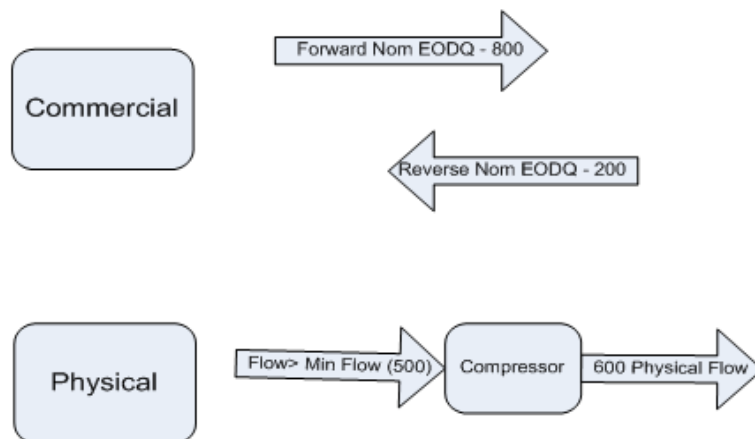 Forward Nom EODQ - 800
Commercial
Reverse Nom EODQ - 200
Physical
Flow> Min Flow (500)
Compressor
600 Physical Flow